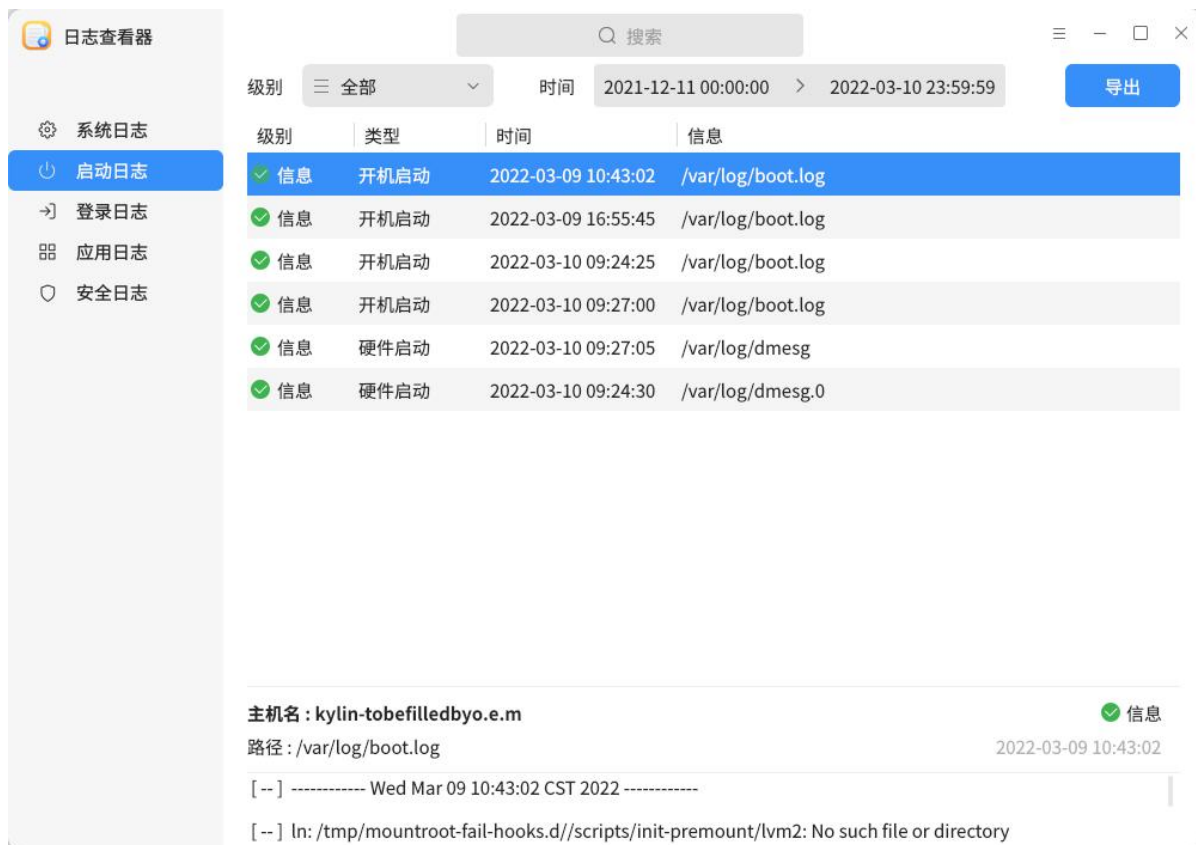 日志查看器
搜索
级别 全部 时间 2021-12-11 00:00:00 > 2022-03-10 23:59:59 导出
系统日志
启动日志
登录日志
应用日志
安全日志
级别 类型 时间 信息
信息 开机启动 2022-03-09 10:43:02 /var/log/boot.log
信息 开机启动 2022-03-09 16:55:45 /var/log/boot.log
信息 开机启动 2022-03-10 09:24:25 /var/log/boot.log
信息 开机启动 2022-03-10 09:27:00 /var/log/boot.log
信息 硬件启动 2022-03-10 09:27:05 /var/log/dmesg
信息 硬件启动 2022-03-10 09:24:30 /var/log/dmesg.0
主机名 : kylin-tobefilledbyo.e.m 信息
路径 : /var/log/boot.log 2022-03-09 10:43:02
[ -- ] ------------ Wed Mar 09 10:43:02 CST 2022 ------------
[ -- ] ln: /tmp/mountroot-fail-hooks.d//scripts/init-premount/lvm2: No such file or directory